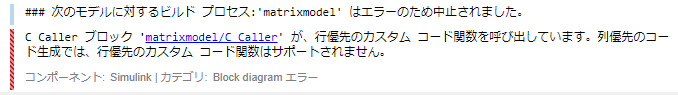 ### 次のモデルに対するビルド プロセス:'matrixmodel' はエラーのため中止されました。
C Caller ブロック 'matrixmodel/C Caller' が、行優先のカスタム コード関数を呼び出しています。列優先のコー
ド生成では、行優先のカスタム コード関数はサポートされません。
コンポーネント: Simulink | カテゴリ: Block diagram エラー